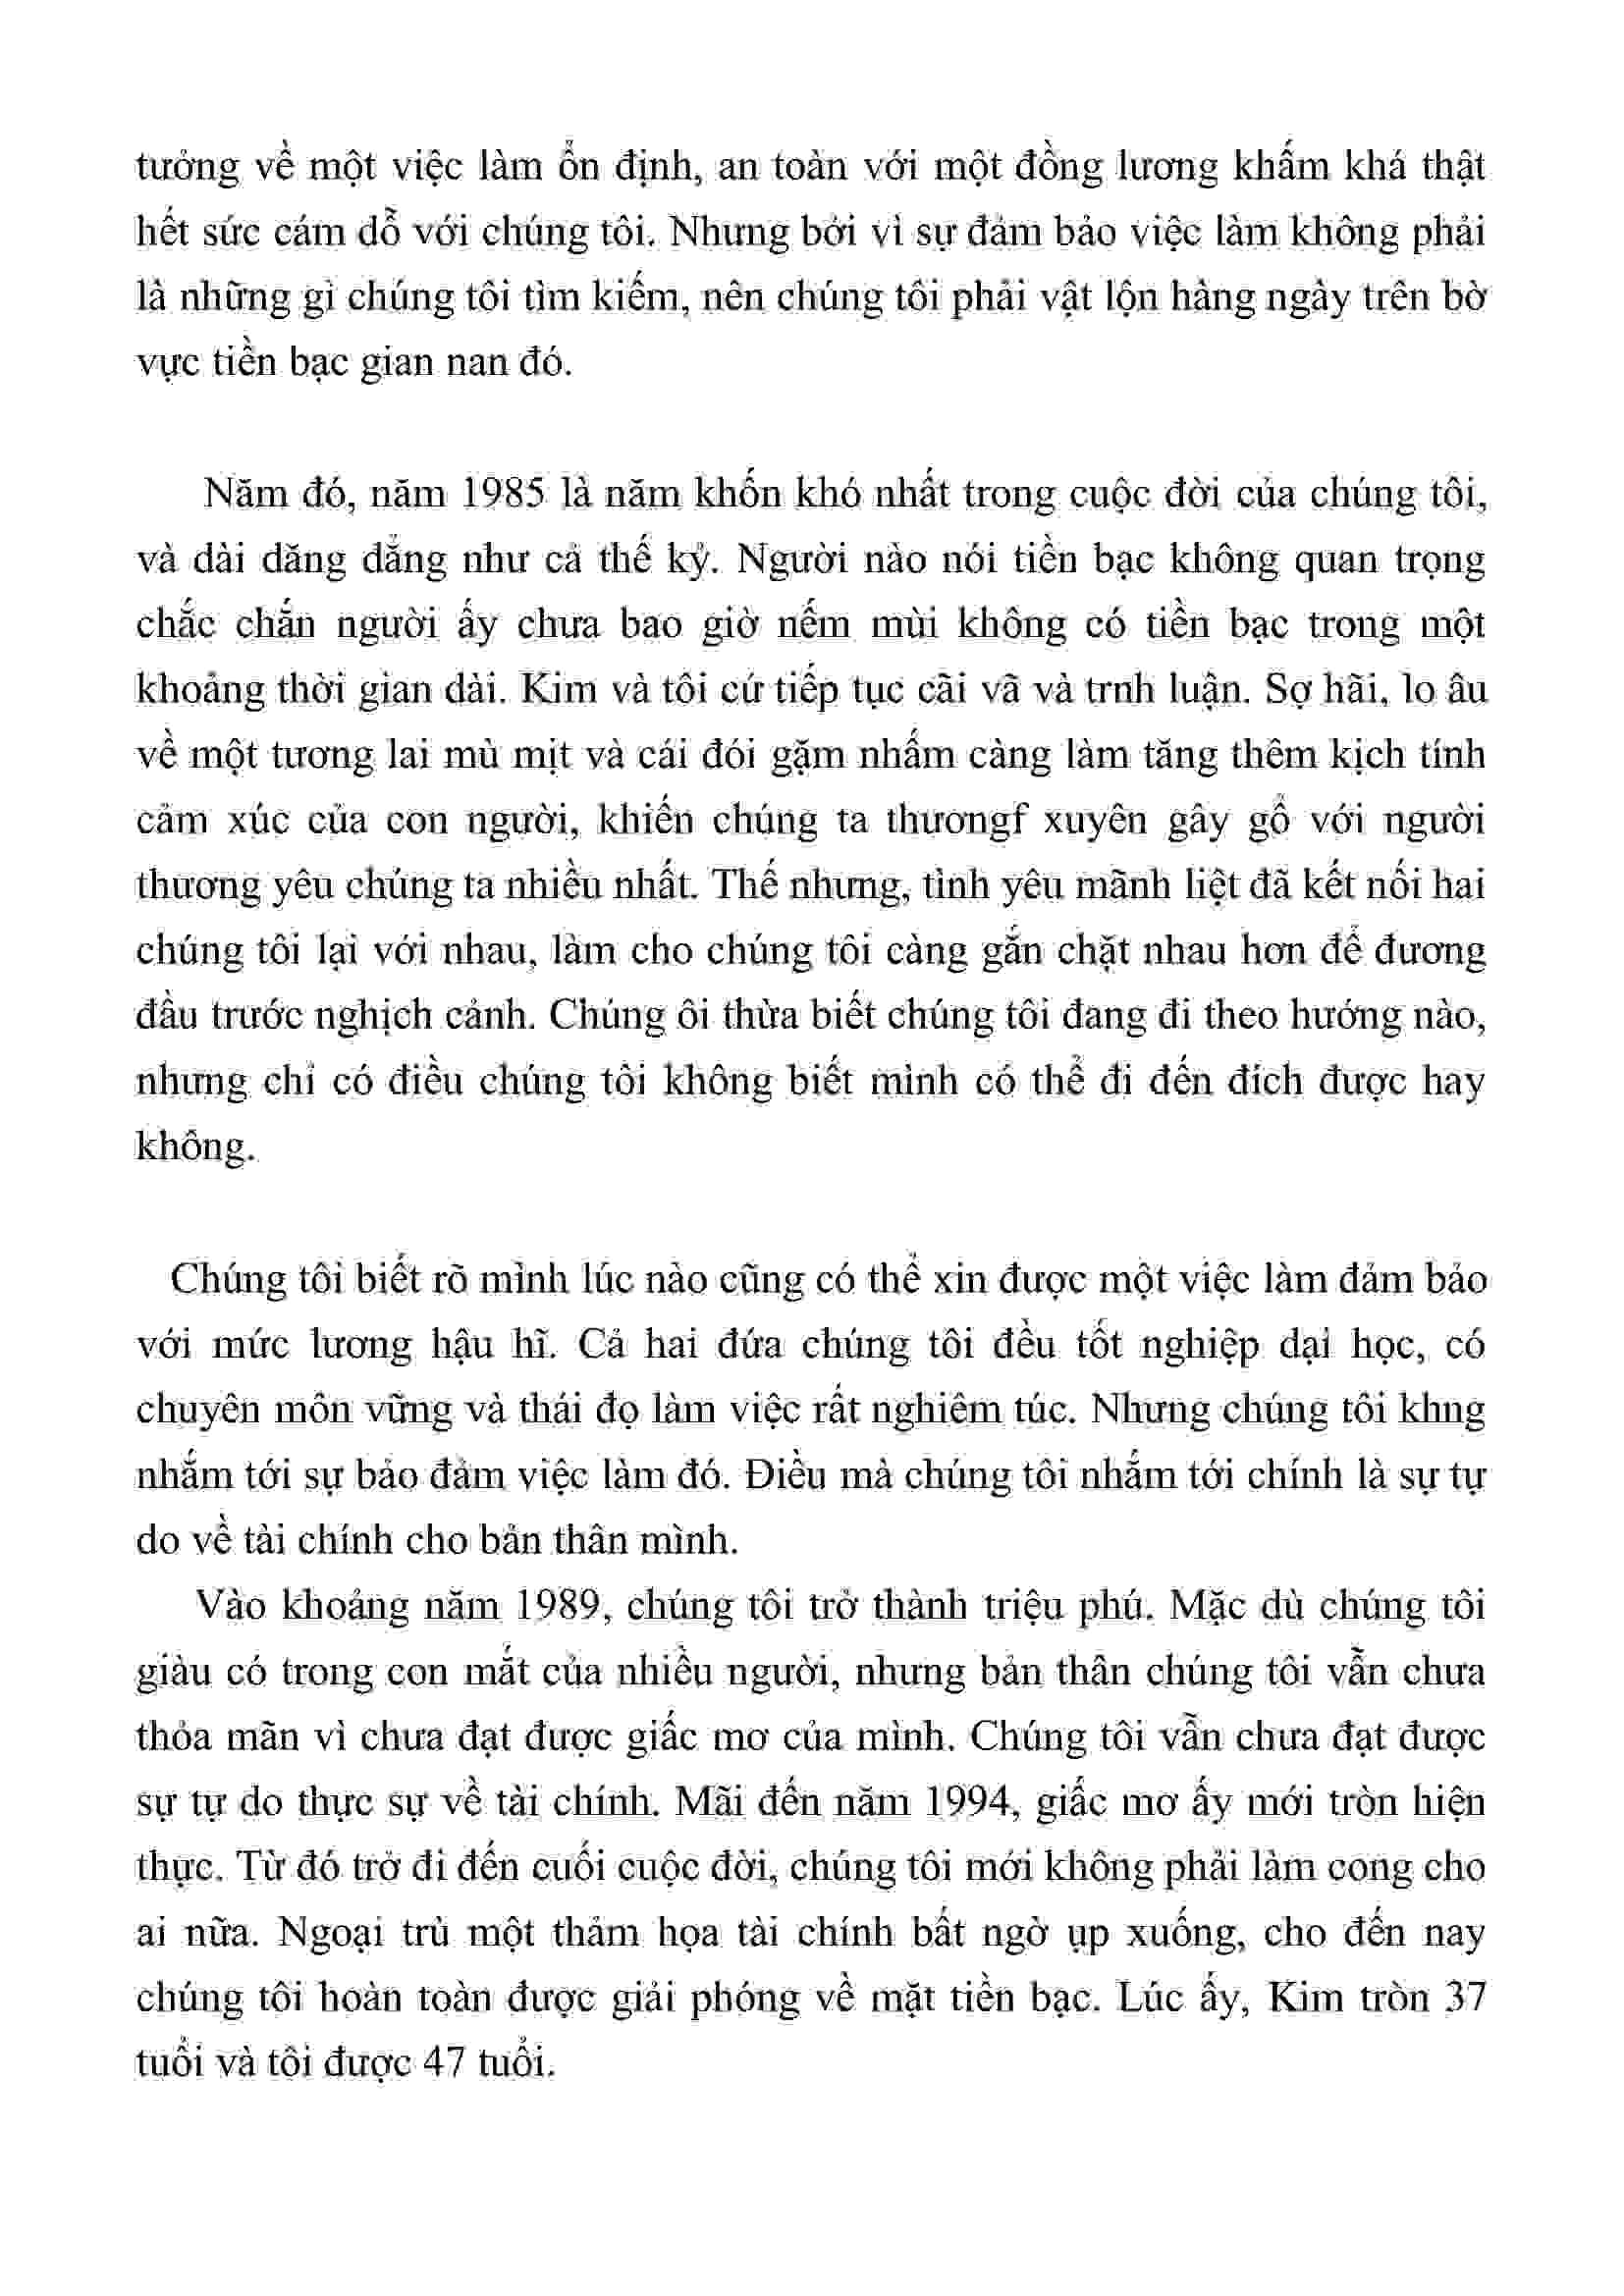 tưởng về một việc làm ổn định, an toàn với một đồng lương khấm khá thật
hết sức cám dỗ với chúng tôi. Nhưng bởi vì sự đảm bảo việc làm không phải
là những gì chúng tôi tìm kiếm, nên chúng tôi phải vật lộn hàng ngày trên bờ
vực tiền bạc gian nan đó.
Năm đó, năm 1985 là năm khốn khó nhất trong cuộc đời của chúng tôi,
và dài dăng dẳng như cả thế kỷ. Người nào nói tiền bạc không quan trọng
chắc chắn người ấy chưa bao giờ nếm mùi không có tiền bạc trong một
khoảng thời gian dài. Kim và tôi cứ tiếp tục cãi vã và trnh luận. Sợ hãi, lo âu
về một tương lai mù mịt và cái đói gặm nhấm càng làm tăng thêm kịch tính
cảm xúc của con người, khiến chúng ta thươngf xuyên gây gổ với người
thương yêu chúng ta nhiều nhất. Thế nhưng, tình yêu mãnh liệt đã kết nối hai
chúng tôi lại với nhau, làm cho chúng tôi càng gắn chặt nhau hơn để đương
đầu trước nghịch cảnh. Chúng ôi thừa biết chúng tôi đang đi theo hướng nào,
nhưng chỉ có điều chúng tôi không biết mình có thể đi đến đích được hay
không.
Chúng tôi biết rõ mình lúc nào cũng có thể xin được một việc làm đảm bảo
với mức lương hậu hĩ. Cả hai đứa chúng tôi đều tốt nghiệp dại học, có
chuyên môn vững và thái đọ làm việc rất nghiêm túc. Nhưng chúng tôi khng
nhắm tới sự bảo đảm việc làm đó. Điều mà chúng tôi nhắm tới chính là sự tự
do về tài chính cho bản thân mình.
Vào khoảng năm 1989, chúng tôi trở thành triệu phú. Mặc dù chúng tôi
giàu có trong con mắt của nhiều người, nhưng bản thân chúng tôi vẫn chưa
thỏa mãn vì chưa đạt được giấc mơ của mình. Chúng tôi vẫn chưa đạt được
sự tự do thực sự về tài chính. Mãi đến năm 1994, giấc mơ ấy mới tròn hiện
thực. Từ đó trở đi đến cuối cuộc đời, chúng tôi mới không phải làm cong cho
ai nữa. Ngoại trù một thảm họa tài chính bất ngờ ụp xuống, cho đến nay
chúng tôi hoàn toàn được giải phóng về mặt tiền bạc. Lúc ấy, Kim tròn 37
tuổi và tôi được 47 tuổi.